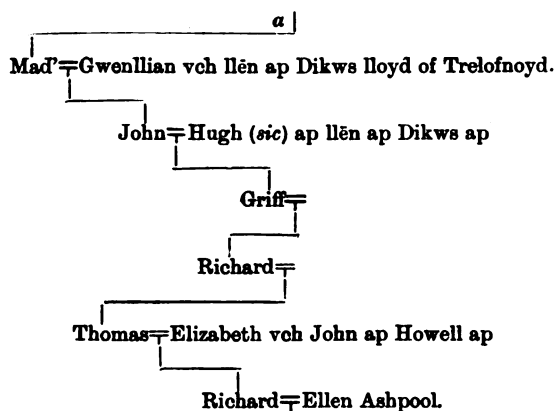 a
Mad'=Gwenllian vch llēn ap Dikws lloyd of Trelofnoyd.
John=Hugh (sic) ap llēn ap Dikws ap
Griff=
Richard=
Thomas=Elizabeth vch John ap Howell ap
Richard=Ellen Ashpool.